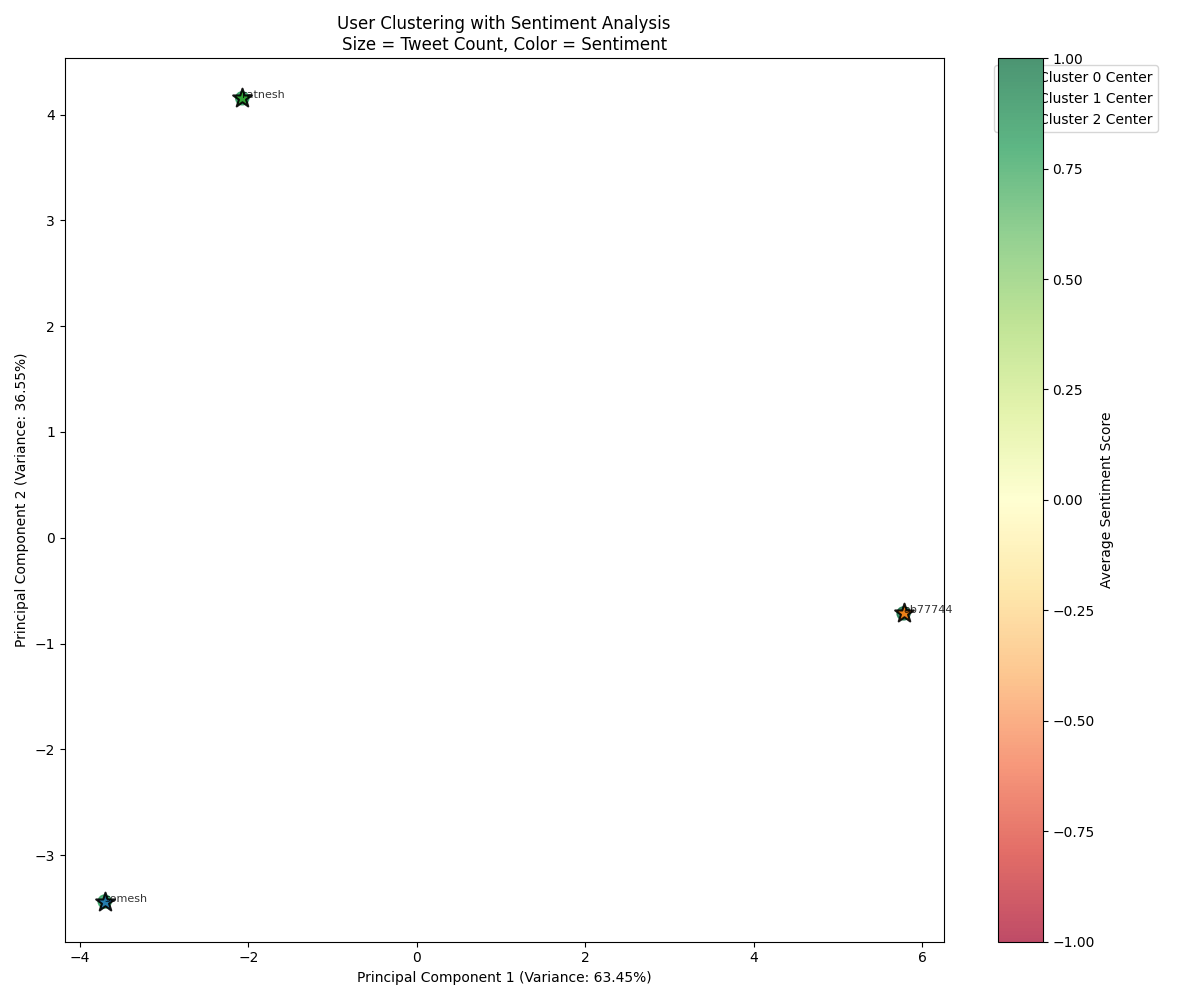 User Clustering with Sentiment Analysis
Size = Tweet Count, Color = Sentiment
4
3
2
1
0
−1
−2
−3
−4
−2
0
2
4
6
Principal Component 2 (Variance: 36.55%)
Principal Component 1 (Variance: 63.45%)
Cluster 0 Center
Cluster 1 Center
Cluster 2 Center
1.00
0.75
0.50
0.25
0.00
−0.25
−0.50
−0.75
−1.00
Average Sentiment Score